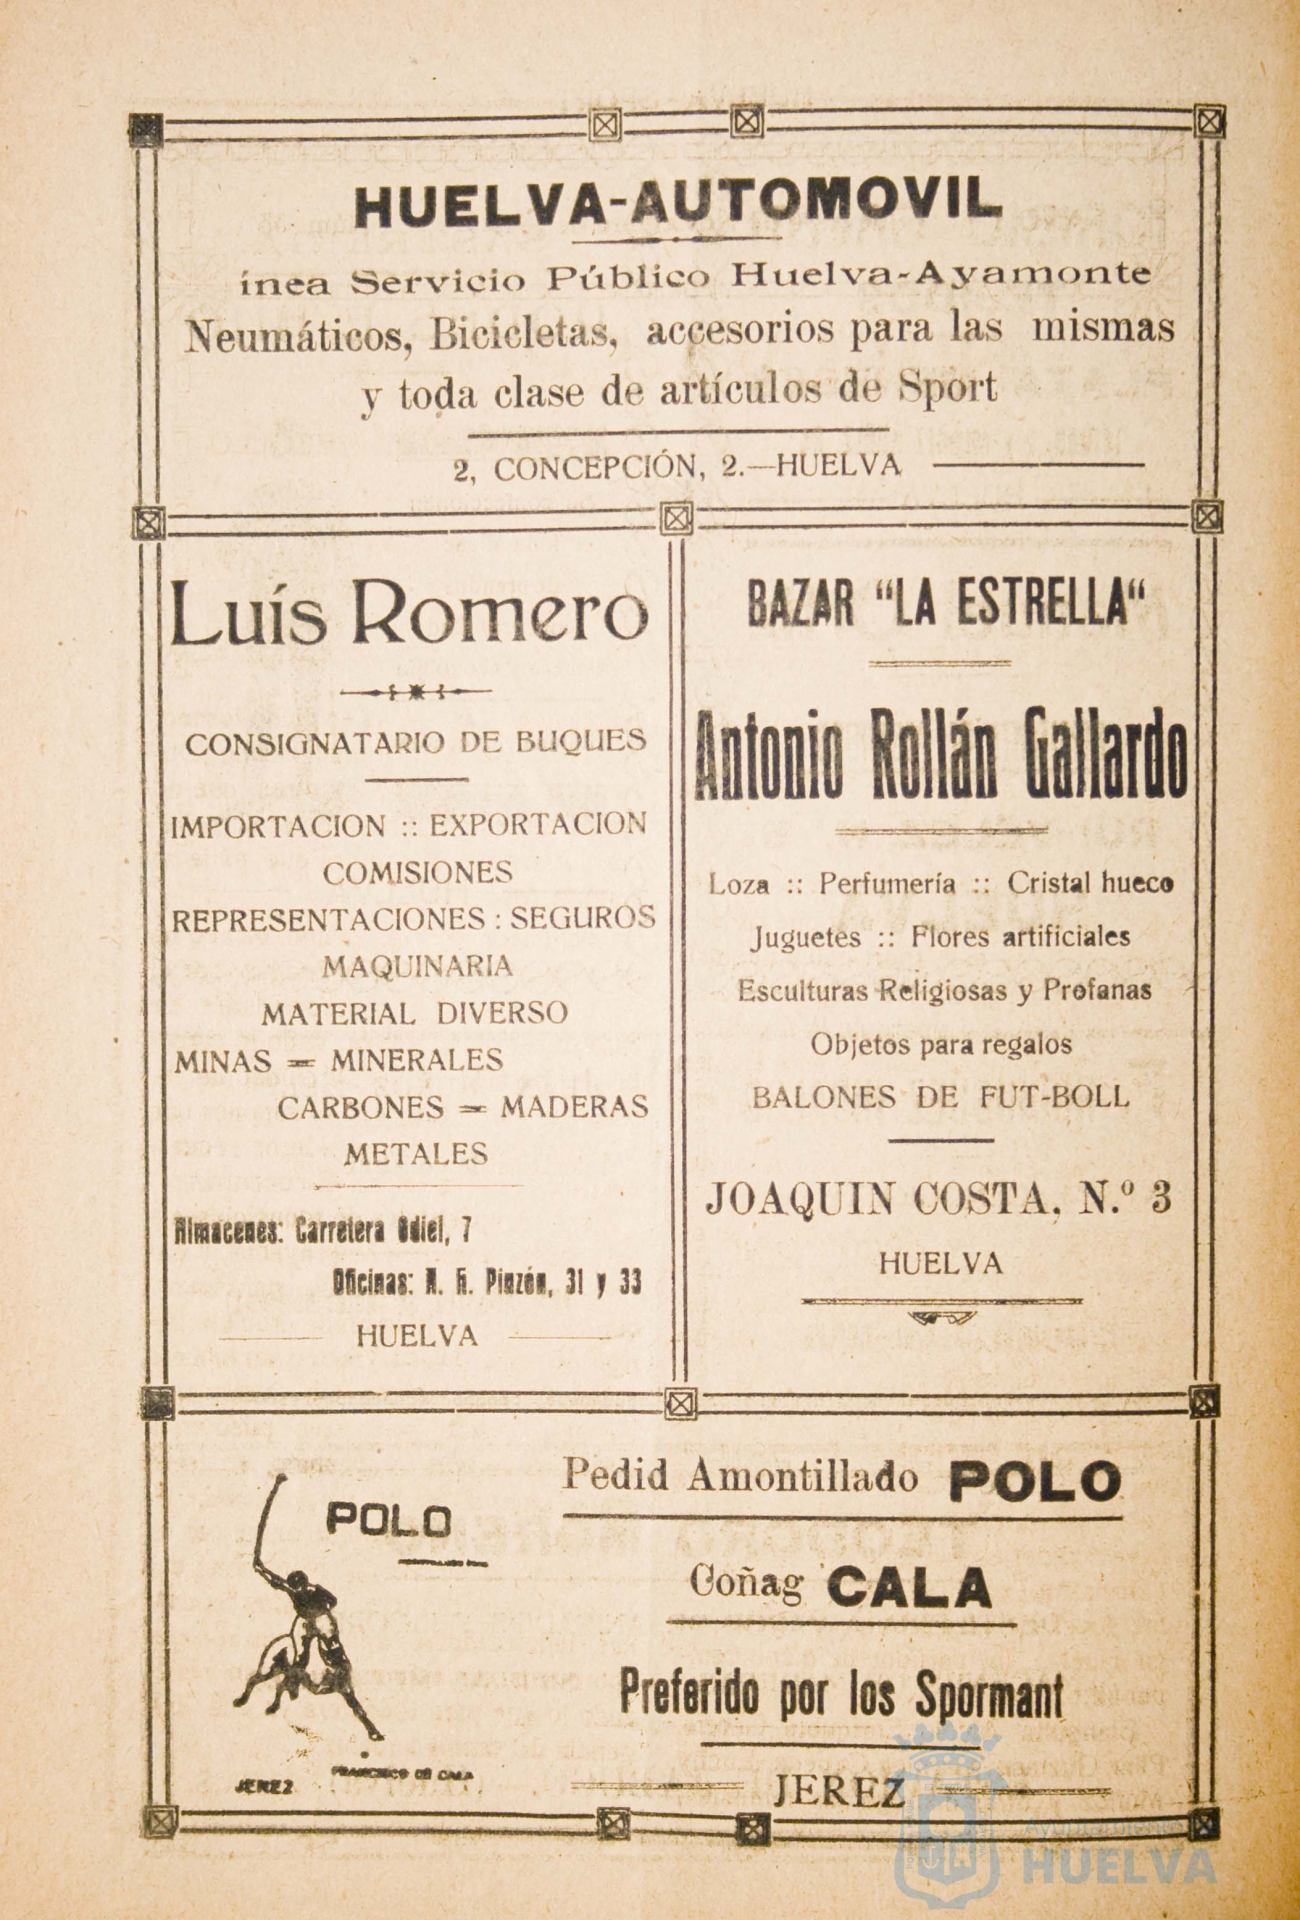 HUELVA-AUTOMOVIL
ínea Servicio Público Huelva-Ayamonte
Neumáticos, Bicicletas, accesorios para las mismas
y toda clase de artículos de Sport
2, CONCEPCIÓN, 2.—HUELVA
Luís Romero
CONSIGNATARIO DE BUQUES
IMPORTACION :: EXPORTACION
COMISIONES
REPRESENTACIONES : SEGUROS
MAQUINARIA
MATERIAL DIVERSO
MINAS = MINERALES
CARBONES = MADERAS
METALES
Almacenes: Carretera Odiel, 7
Oficinas: A. H. Pinzón, 31 y 33
HUELVA
BAZAR "LA ESTRELLA"
Antonio Rollán Gallardo
Loza :: Perfumería :: Cristal hueco
Juguetes :: Flores artificiales
Esculturas Religiosas y Profanas
Objetos para regalos
BALONES DE FUT-BOLL
JOAQUIN COSTA, N.º 3
HUELVA
POLO
JEREZ
FRANCISCO DE CALA
Pedid Amontillado POLO
Coñag CALA
Preferido por los Spormant
JEREZ
Ayuntamiento
HUELVA